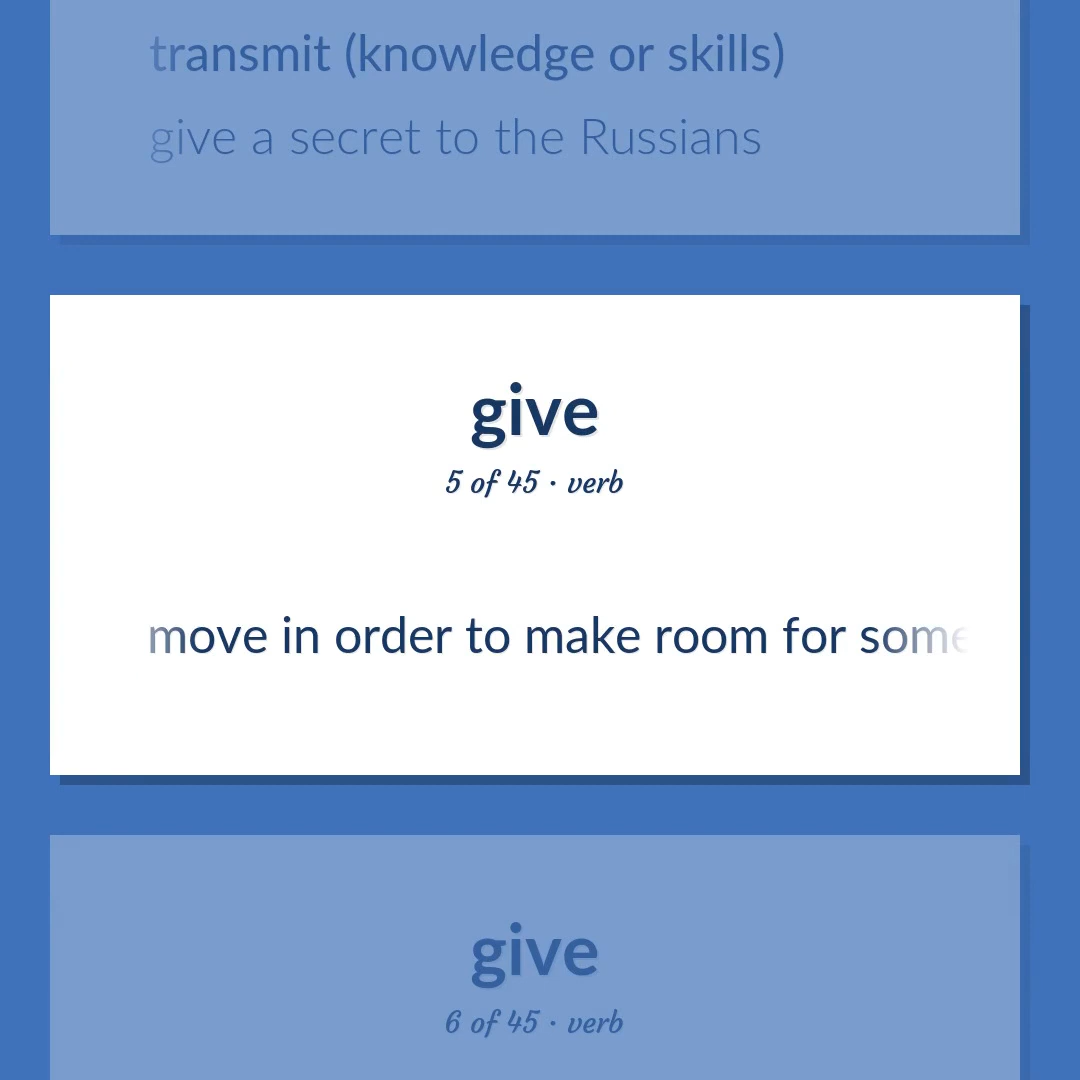 transmit (knowledge or skills)
give a secret to the Russians
give
5 of 45 · verb
move in order to make room for some
give
6 of 45 · verb